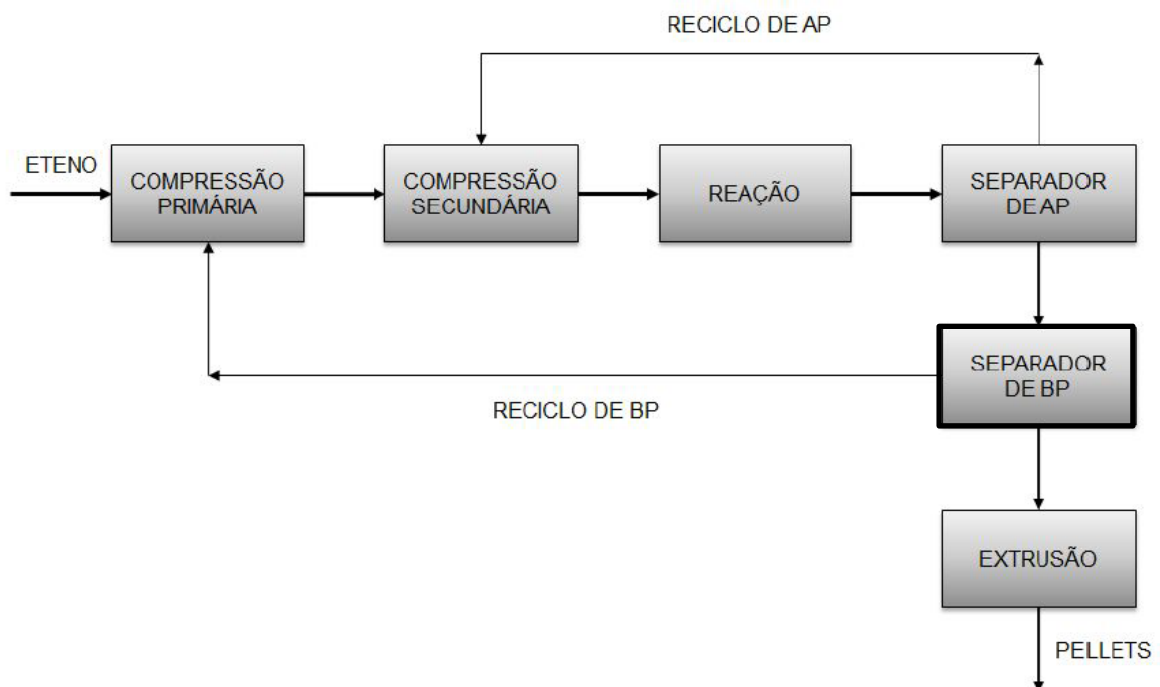 RECICLO DE AP
ETENO
COMPRESSÃO
PRIMÁRIA
COMPRESSÃO
SECUNDÁRIA
REAÇÃO
SEPARADOR
DE AP
SEPARADOR
DE BP
RECICLO DE BP
EXTRUSÃO
PELLETS